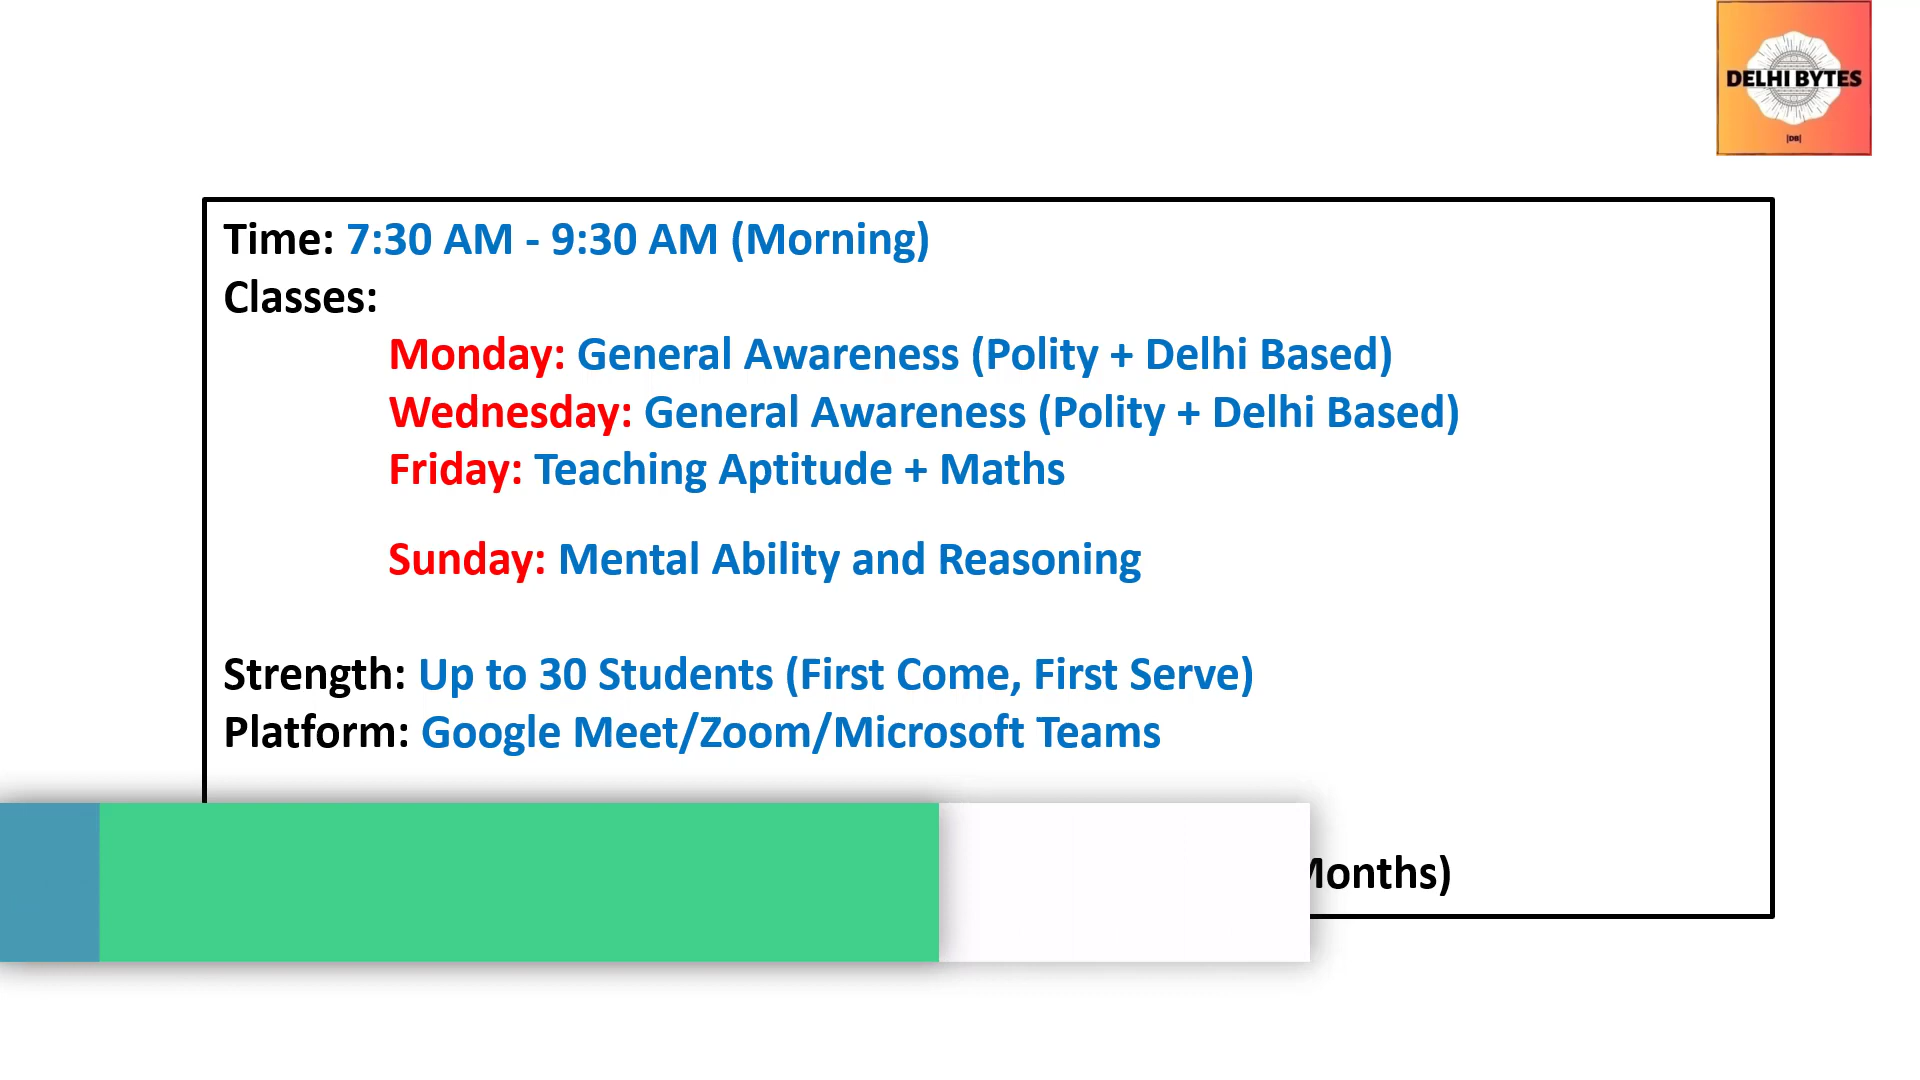 DELHI BYTES
|DB|
Time: 7:30 AM - 9:30 AM (Morning)
Classes:
Monday: General Awareness (Polity + Delhi Based)
Wednesday: General Awareness (Polity + Delhi Based)
Friday: Teaching Aptitude + Maths
Sunday: Mental Ability and Reasoning
Strength: Up to 30 Students (First Come, First Serve)
Platform: Google Meet/Zoom/Microsoft Teams
Months)